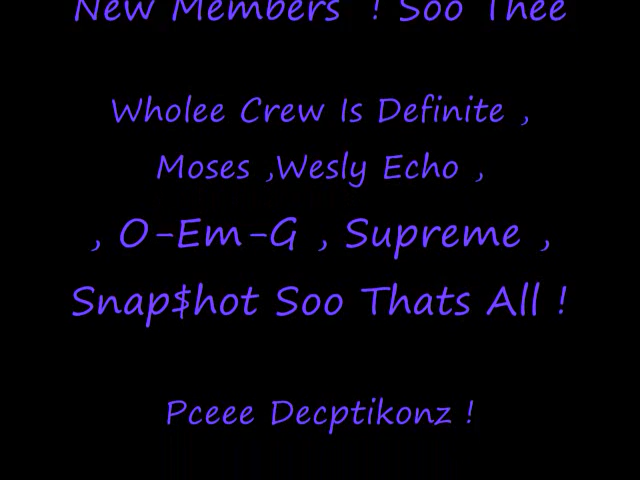 New Members ! Soo Thee
Wholee Crew Is Definite ,
Moses ,Wesly Echo ,
, O-Em-G , Supreme ,
Snap$hot Soo Thats All !
Pceee Decptikonz !